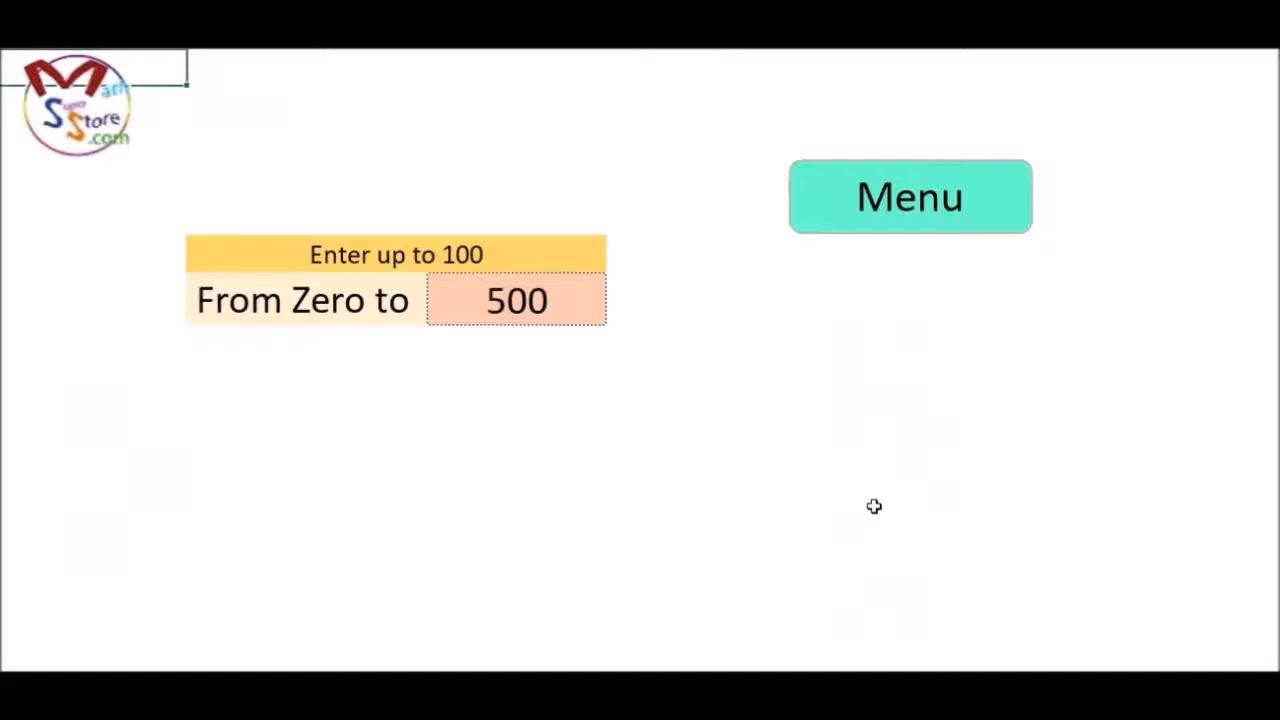 Math
Super
Store
.com
Menu
Enter up to 100
From Zero to 500